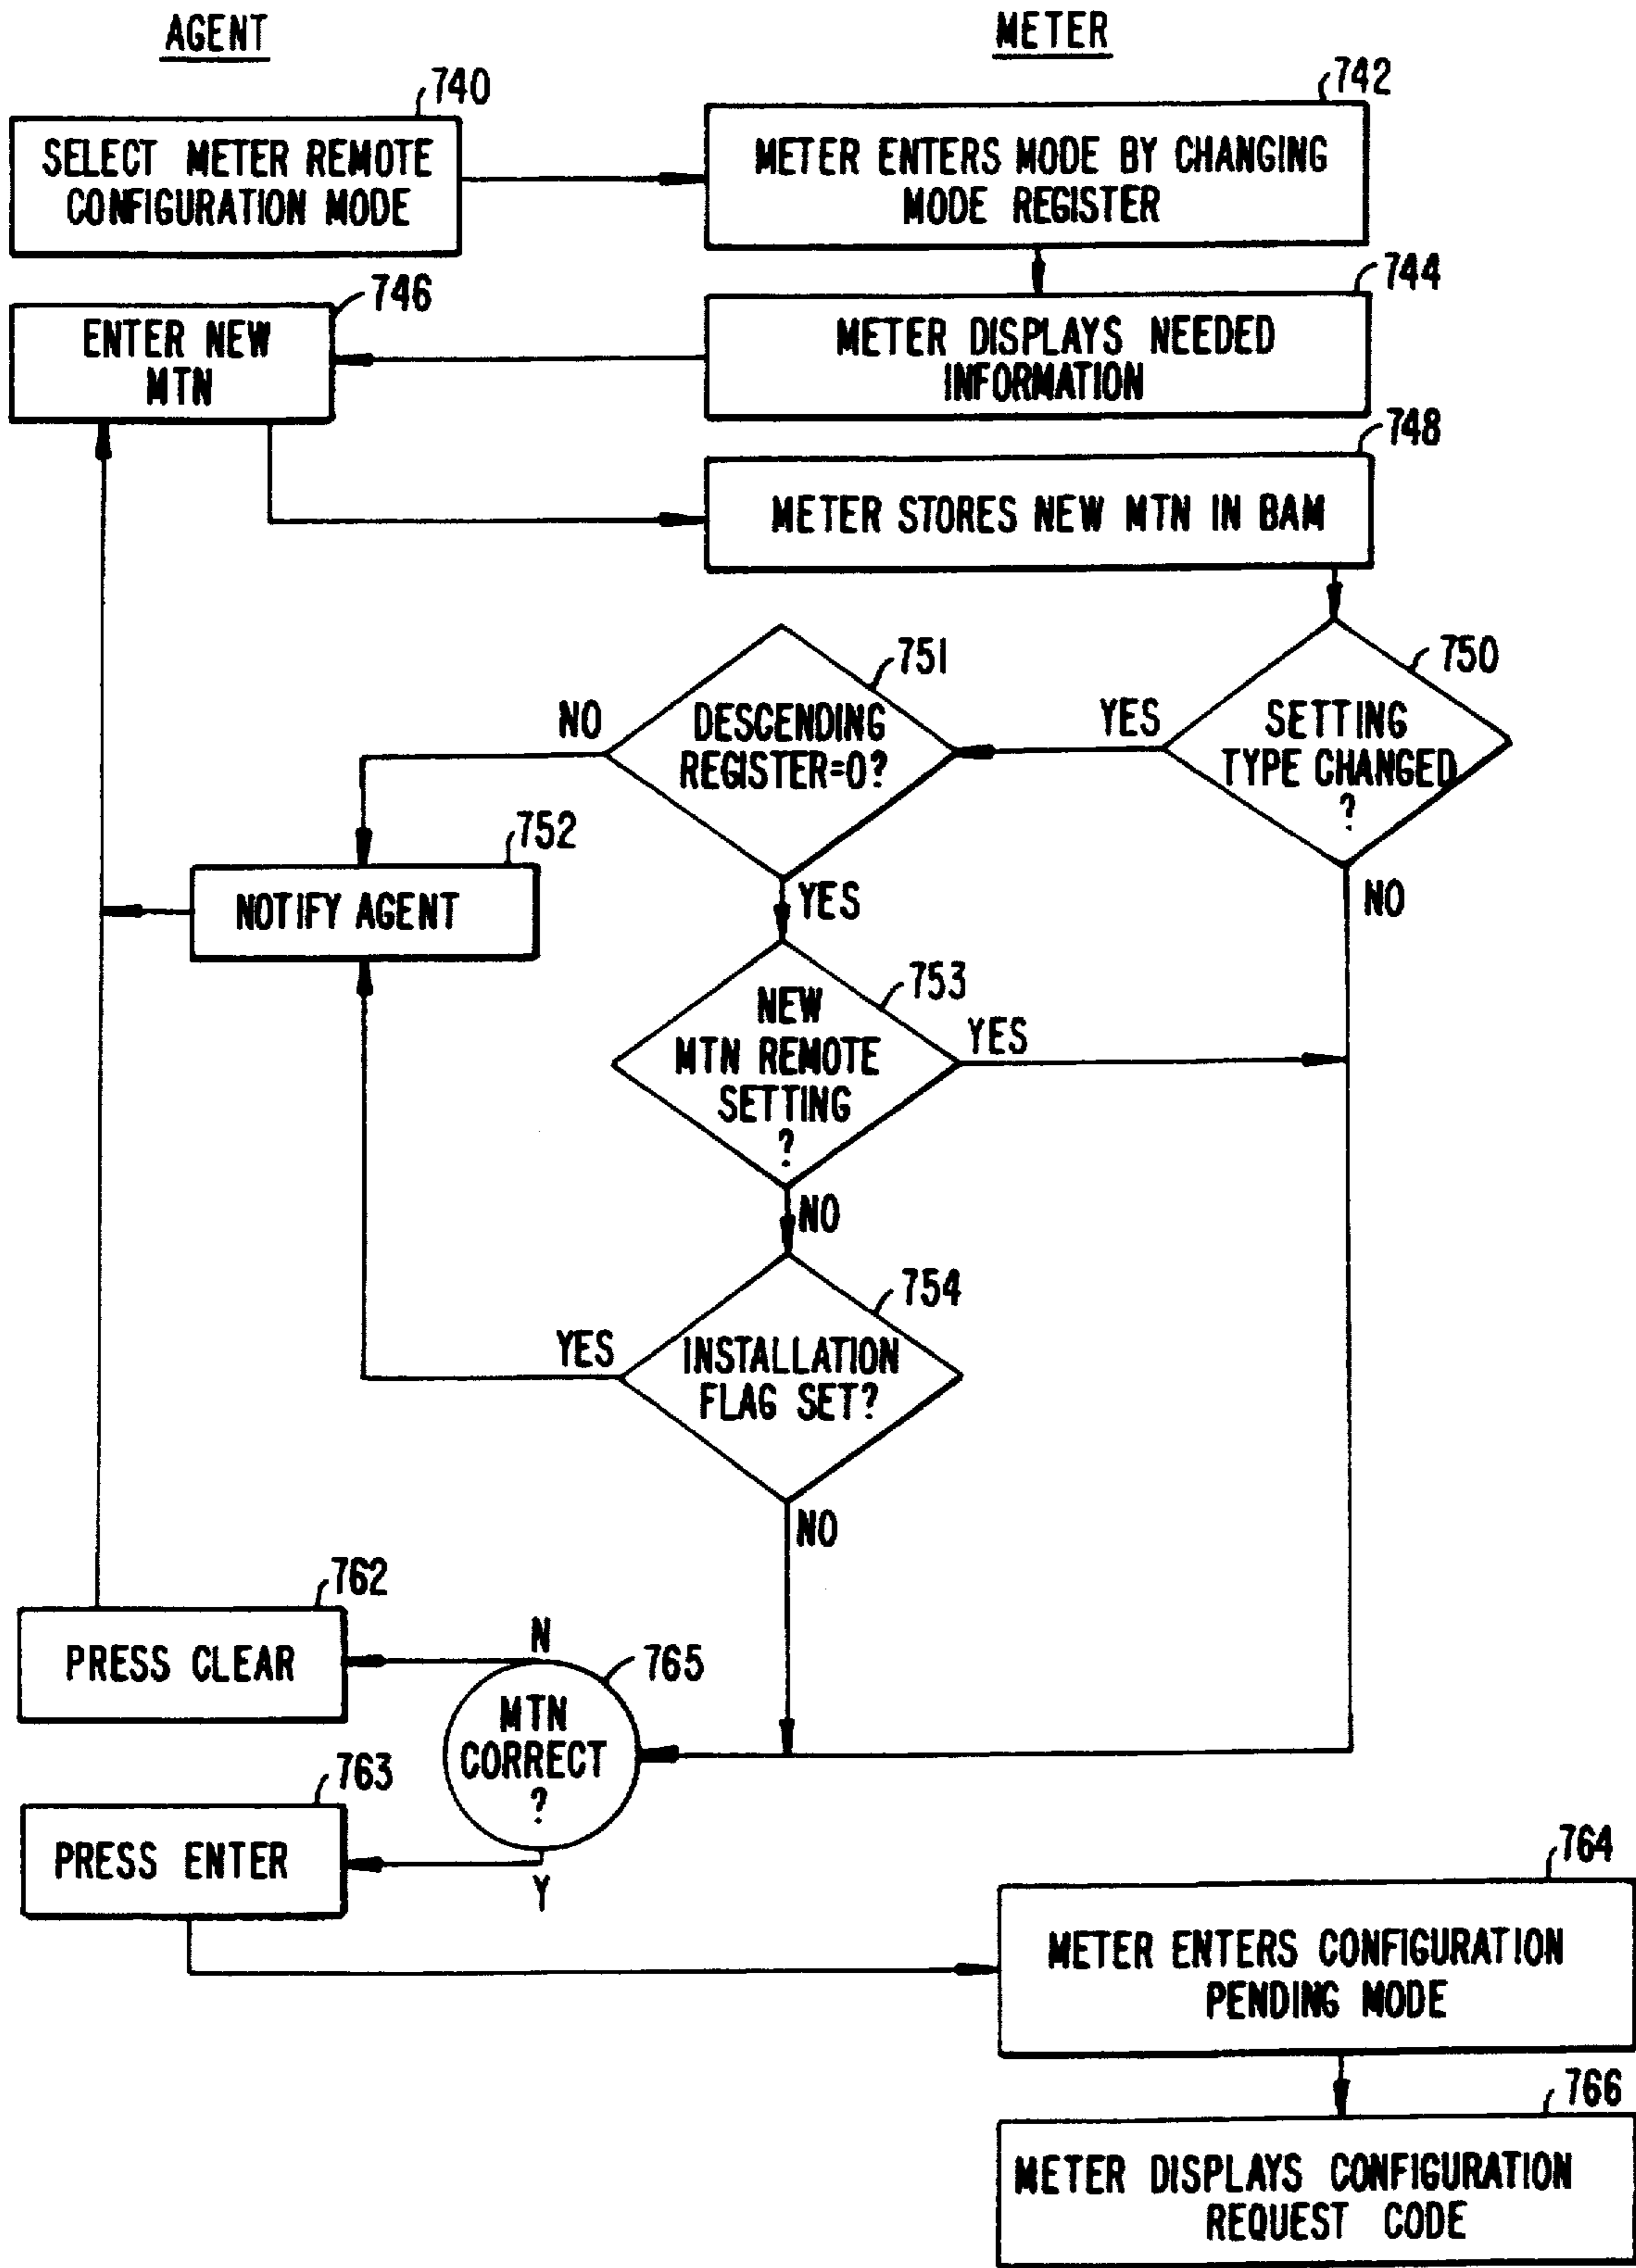 AGENT
METER
740
SELECT METER REMOTE
CONFIGURATION MODE
742
METER ENTERS MODE BY CHANGING
MODE REGISTER
744
METER DISPLAYS NEEDED
INFORMATION
746
ENTER NEW
MTN
748
METER STORES NEW MTN IN BAM
750
SETTING
TYPE CHANGED
?
YES
NO
751
DESCENDING
REGISTER=0?
NO
YES
752
NOTIFY AGENT
753
NEW
MTN REMOTE
SETTING
?
YES
NO
754
INSTALLATION
FLAG SET?
YES
NO
762
PRESS CLEAR
N
765
MTN
CORRECT
?
Y
763
PRESS ENTER
764
METER ENTERS CONFIGURATION
PENDING MODE
766
METER DISPLAYS CONFIGURATION
REQUEST CODE